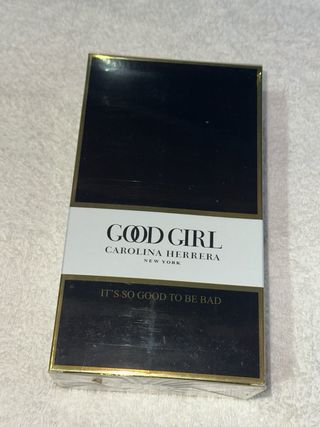 GOOD GIRL
CAROLINA HERRERA
NEW YORK
IT'S SO GOOD TO BE BAD